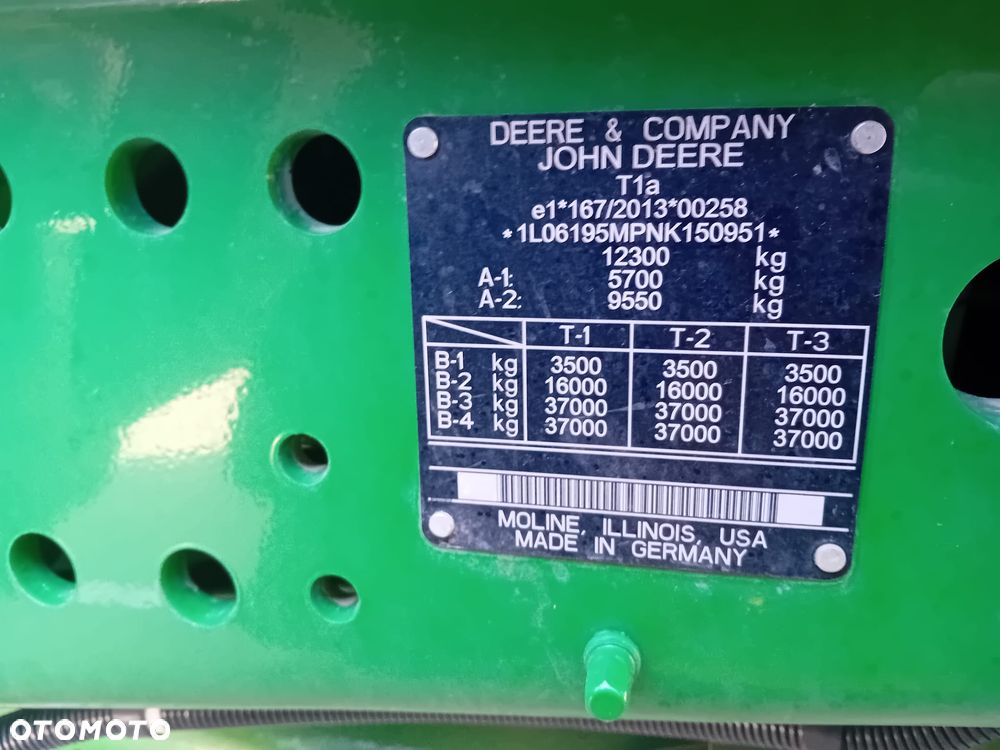 DEERE & COMPANY
JOHN DEERE
T1a
e1*167/2013*00258
*1L06195MPNK150951*
12300 kg
A-1: 5700 kg
A-2: 9550 kg
T-1 T-2 T-3
B-1 kg 3500 3500 3500
B-2 kg 16000 16000 16000
B-3 kg 37000 37000 37000
B-4 kg 37000 37000 37000
MOLINE, ILLINOIS, USA
MADE IN GERMANY
OTOMOTO